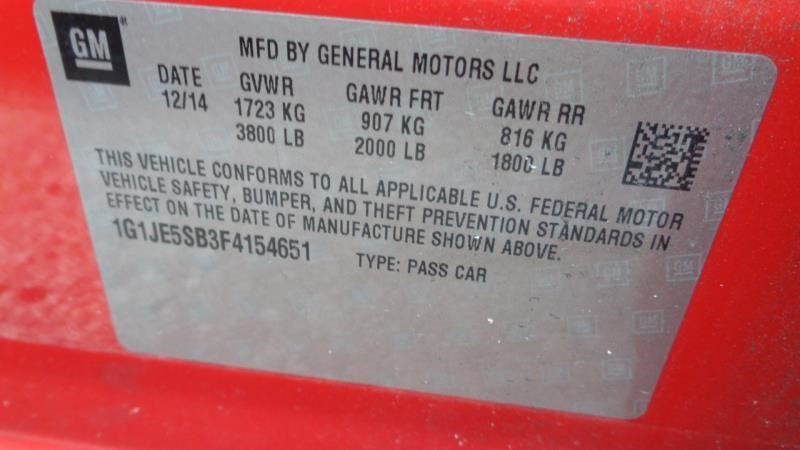 GM
MFD BY GENERAL MOTORS LLC
DATE GVWR GAWR FRT GAWR RR
12/14 1723 KG 907 KG 816 KG
3800 LB 2000 LB 1800 LB
THIS VEHICLE CONFORMS TO ALL APPLICABLE U.S. FEDERAL MOTOR
VEHICLE SAFETY, BUMPER, AND THEFT PREVENTION STANDARDS IN
EFFECT ON THE DATE OF MANUFACTURE SHOWN ABOVE.
1G1JE5SB3F4154651 TYPE: PASS CAR